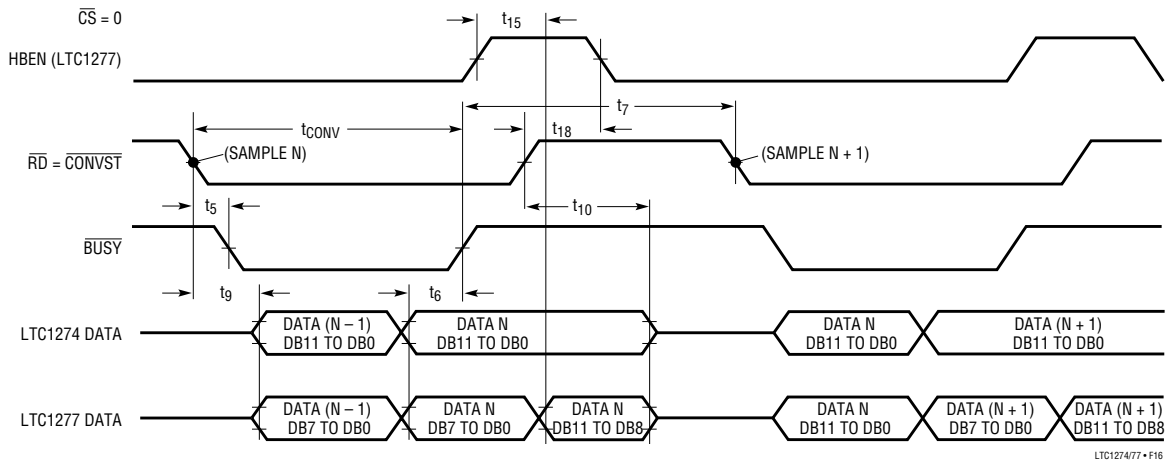 CS = 0
t15
HBEN (LTC1277)
t7
tCONV
t18
(SAMPLE N)
(SAMPLE N + 1)
RD = CONVST
t5
t10
BUSY
t9
t6
LTC1274 DATA
DATA (N – 1)
DB11 TO DB0
DATA N
DB11 TO DB0
DATA N
DB11 TO DB0
DATA (N + 1)
DB11 TO DB0
LTC1277 DATA
DATA (N – 1)
DB7 TO DB0
DATA N
DB7 TO DB0
DATA N
DB11 TO DB8
DATA N
DB11 TO DB0
DATA (N + 1)
DB7 TO DB0
DATA (N + 1)
DB11 TO DB8
LTC1274/77 • F16